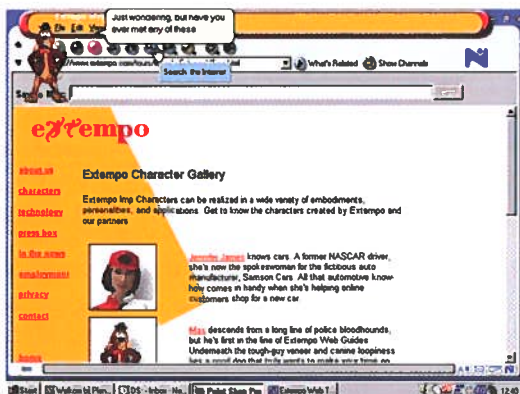 Just wondering, but have you
ever met any of these
What's Related Show Channels
Search the Internet
extempo
Extempo Character Gallery
about us
characters
technology
press box
in the news
employment
privacy
contact
home
Extempo Imp Characters can be realized in a wide variety of embodiments,
personalities, and applications. Get to know the characters created by Extempo and
our partners
Jennifer James knows cars. A former NASCAR driver,
she's now the spokeswoman for the fictitious auto
manufacturer, Samson Cars. All that automotive know-
how comes in handy when she's helping online
customers shop for a new car
Max descends from a long line of police bloodhounds,
but he's first in the line of Extempo Web Guides
Underneath the tough-guy veneer and canine loopiness
Start
Paint Shop Pro
Extempo Web T...
12:40